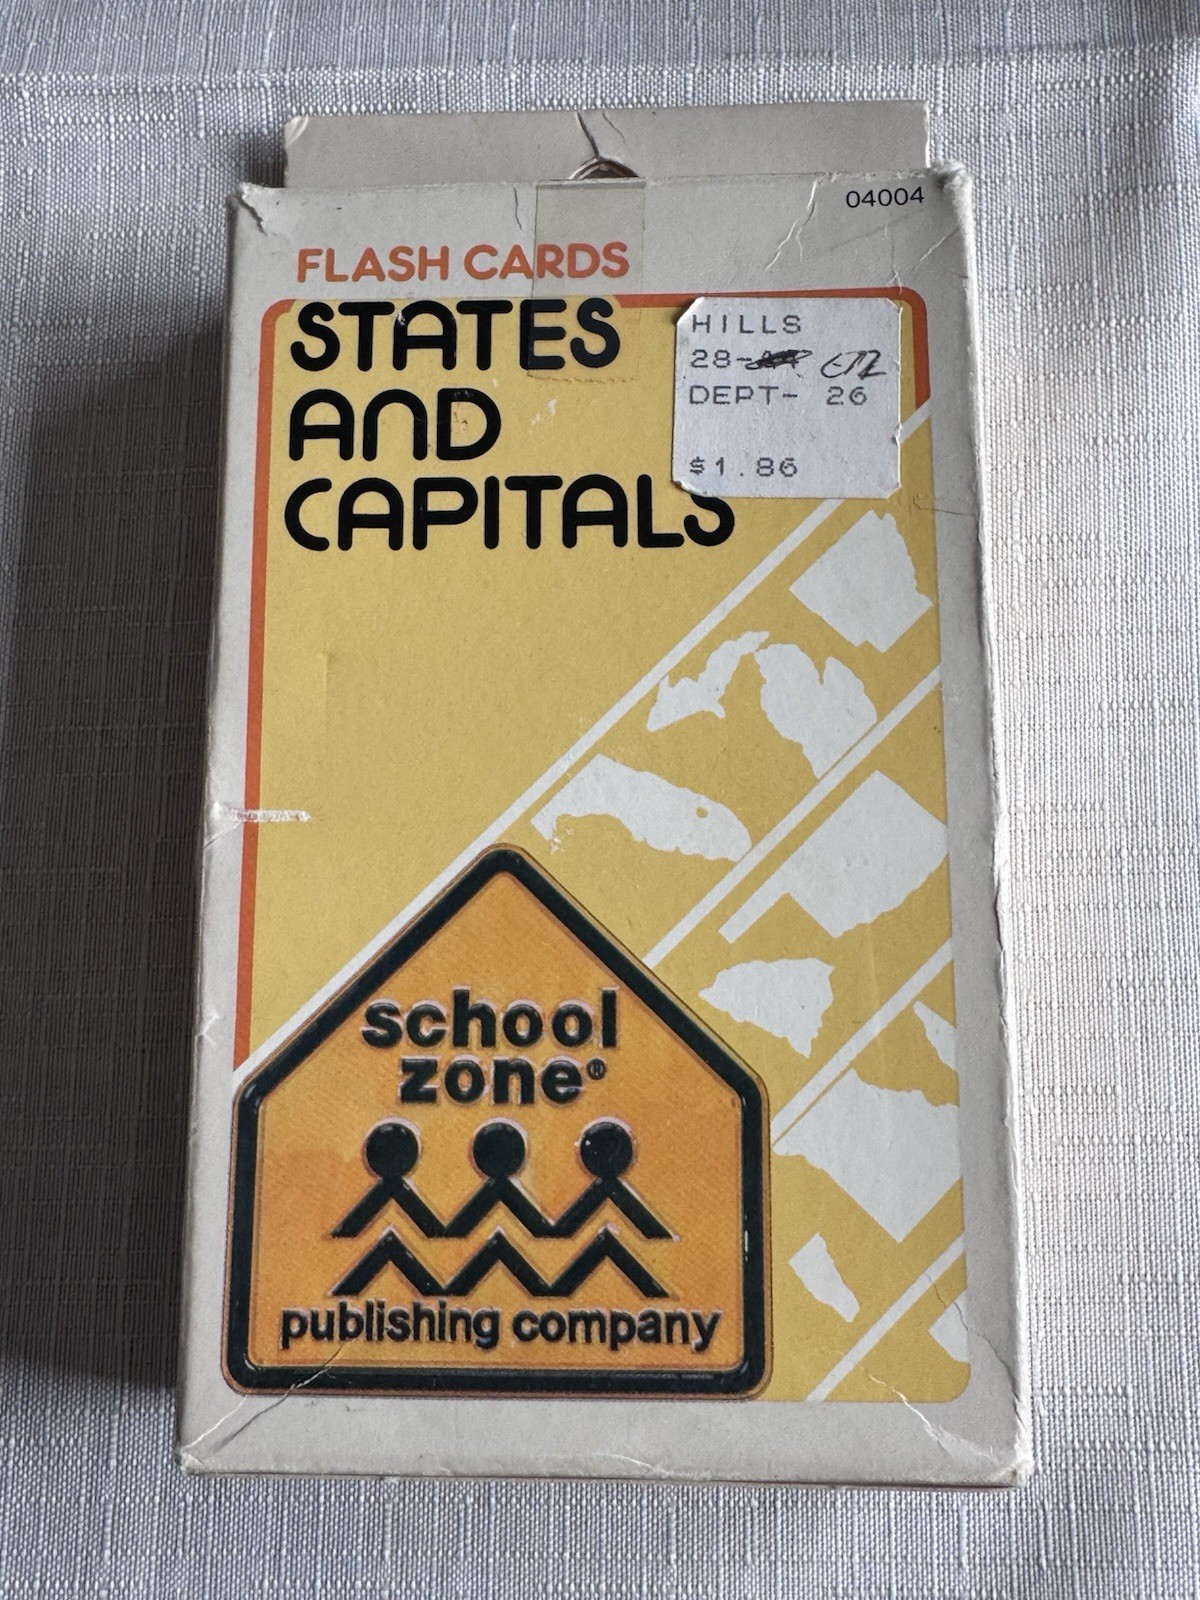 04004
FLASH CARDS
STATES
AND
CAPITALS
HILLS
28-
DEPT- 26
$1.86
school
zone®
publishing company